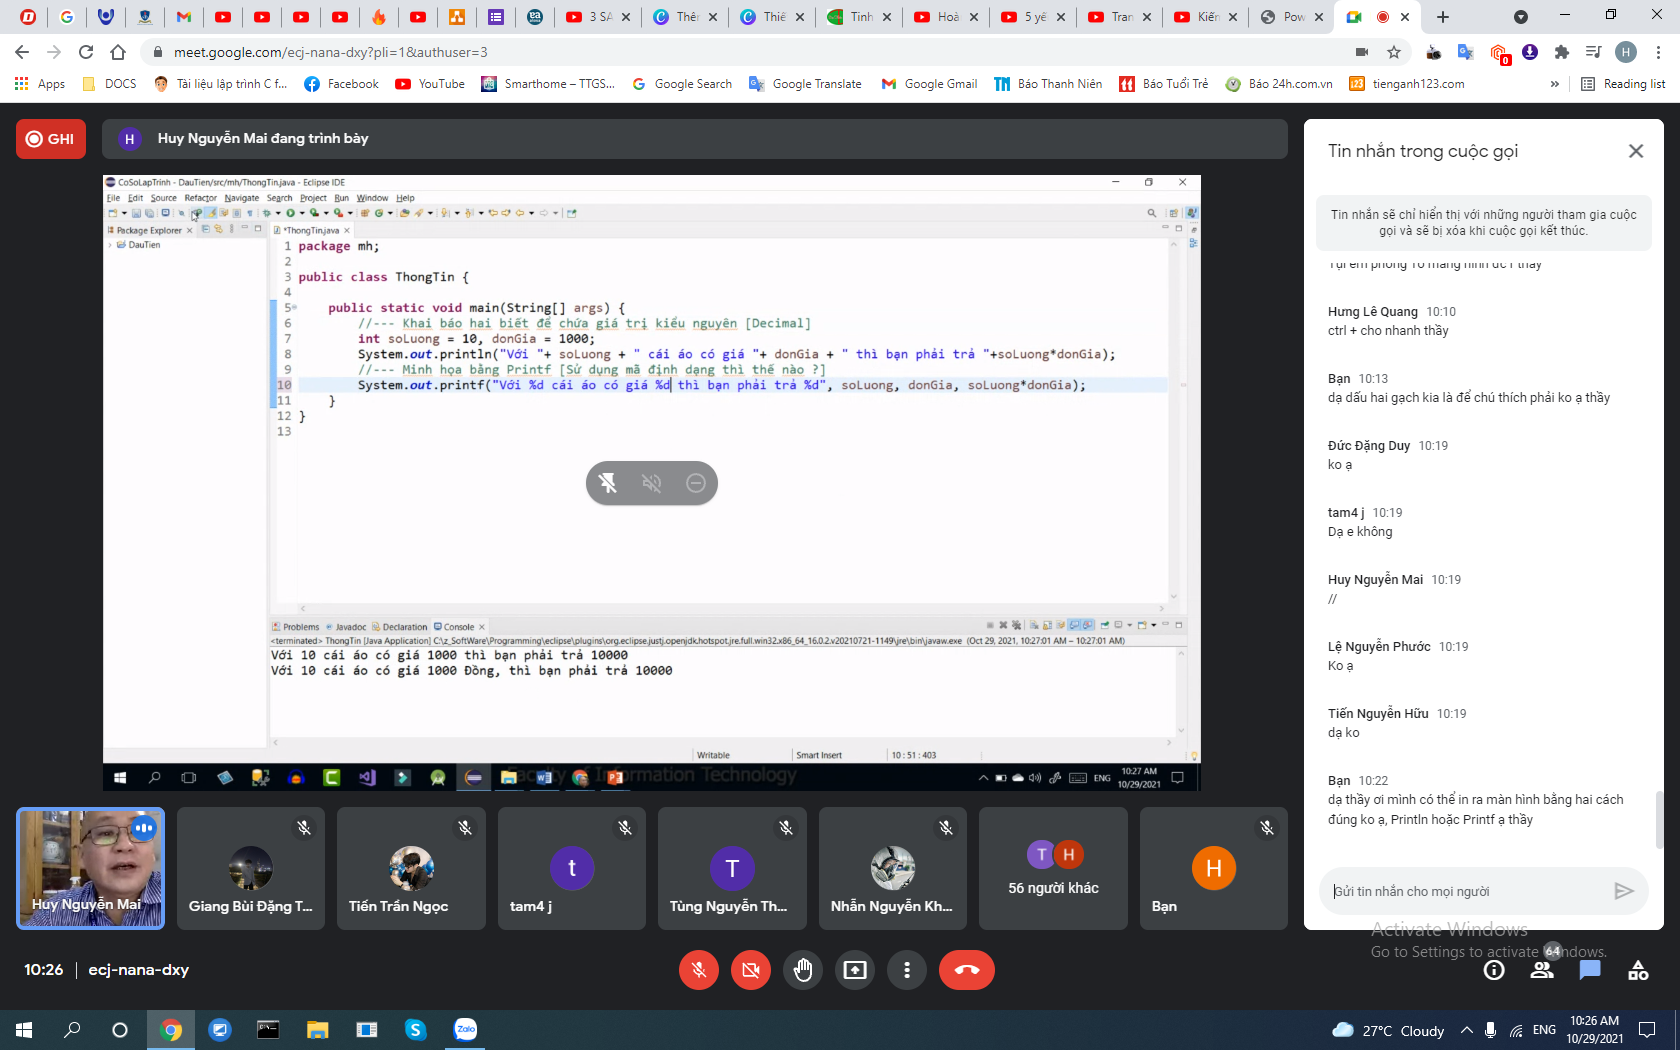 3 SA
Thê
Thiế
Tinh
Hoà
5 yế
Tran
Kiến
Pow
meet.google.com/ecj-nana-dxy?pli=1&authuser=3
Apps
DOCS
Tài liệu lập trình C f...
Facebook
YouTube
Smarthome – TTGS...
Google Search
Google Translate
Google Gmail
Báo Thanh Niên
Báo Tuổi Trẻ
Báo 24h.com.vn
tienganh123.com
Reading list
GHI
H
Huy Nguyễn Mai đang trình bày
CoSoLapTrinh - DauTien/src/mh/ThongTin.java - Eclipse IDE
File Edit Source Refactor Navigate Search Project Run Window Help
Package Explorer
DauTien
*ThongTin.java
1 package mh;
2
3 public class ThongTin {
4
5 public static void main(String[] args) {
6 //--- Khai báo hai biết để chứa giá trị kiểu nguyên [Decimal]
7 int soLuong = 10, donGia = 1000;
8 System.out.println("Với "+ soLuong + " cái áo có giá "+ donGia + " thì bạn phải trả "+soLuong*donGia);
9 //--- Minh họa bằng Printf [Sử dụng mã định dạng thì thế nào ?]
10 System.out.printf("Với %d cái áo có giá %d thì bạn phải trả %d", soLuong, donGia, soLuong*donGia);
11 }
12 }
13
Problems Javadoc Declaration Console
<terminated> ThongTin [Java Application] C:\z_SoftWare\Programming\eclipse\plugins\org.eclipse.justj.openjdk.hotspot.jre.full.win32.x86_64_16.0.2.v20210721-1149\jre\bin\javaw.exe (Oct 29, 2021, 10:27:01 AM – 10:27:01 AM)
Với 10 cái áo có giá 1000 thì bạn phải trả 10000
Với 10 cái áo có giá 1000 Đồng, thì bạn phải trả 10000
Writable
Smart Insert
10 : 51 : 403
Faculty of Information Technology
ENG
10:27 AM
10/29/2021
Huy Nguyễn Mai
Giang Bùi Đặng T...
Tiến Trần Ngọc
t
tam4 j
T
Tùng Nguyễn Th...
Nhẫn Nguyễn Kh...
T H
56 người khác
H
Bạn
Tin nhắn trong cuộc gọi
Tin nhắn sẽ chỉ hiển thị với những người tham gia cuộc
gọi và sẽ bị xóa khi cuộc gọi kết thúc.
Hưng Lê Quang 10:10
ctrl + cho nhanh thầy
Bạn 10:13
dạ dấu hai gạch kia là để chú thích phải ko ạ thầy
Đức Đặng Duy 10:19
ko ạ
tam4 j 10:19
Dạ e không
Huy Nguyễn Mai 10:19
//
Lệ Nguyễn Phước 10:19
Ko ạ
Tiến Nguyễn Hữu 10:19
dạ ko
Bạn 10:22
dạ thầy ơi mình có thể in ra màn hình bằng hai cách
đúng ko ạ, Println hoặc Printf ạ thầy
Gửi tin nhắn cho mọi người
Activate Windows
Go to Settings to activate Windows.
64
10:26 | ecj-nana-dxy
Zalo
27°C Cloudy
ENG
10:26 AM
10/29/2021